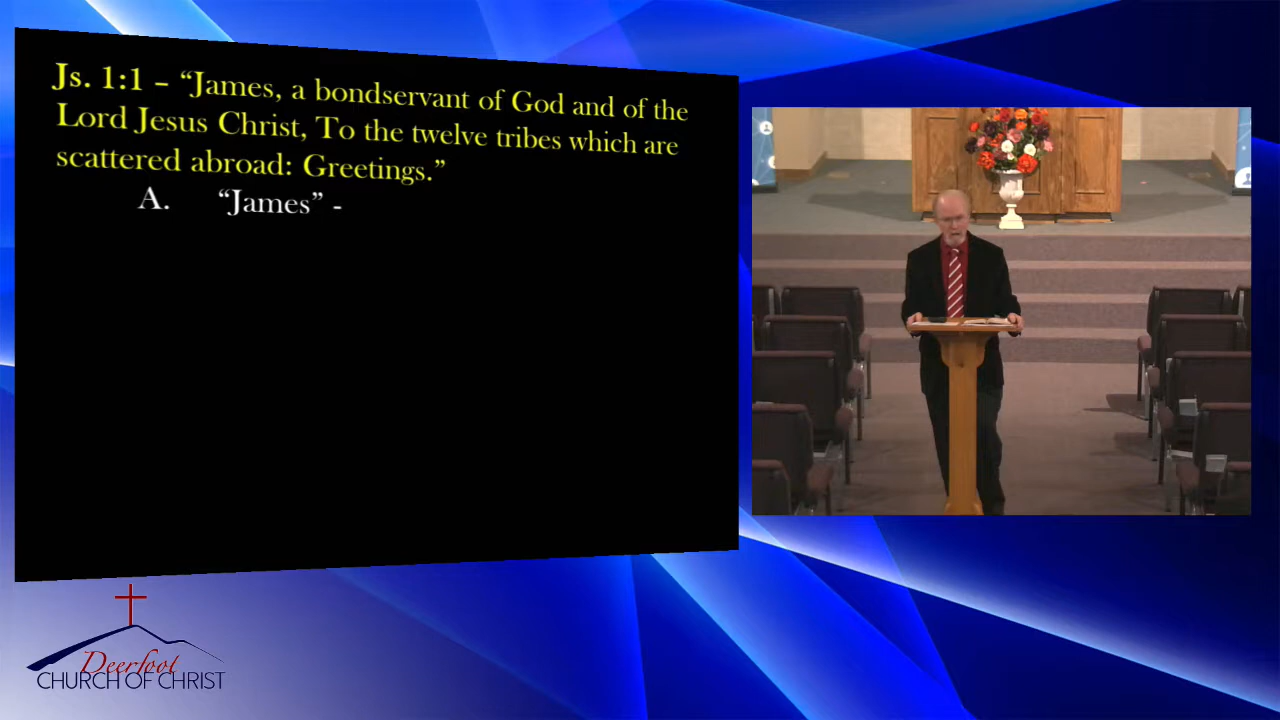 Js. 1:1 – “James, a bondservant of God and of the
Lord Jesus Christ, To the twelve tribes which are
scattered abroad: Greetings.”
A. “James” -
Deerfoot
CHURCH OF CHRIST